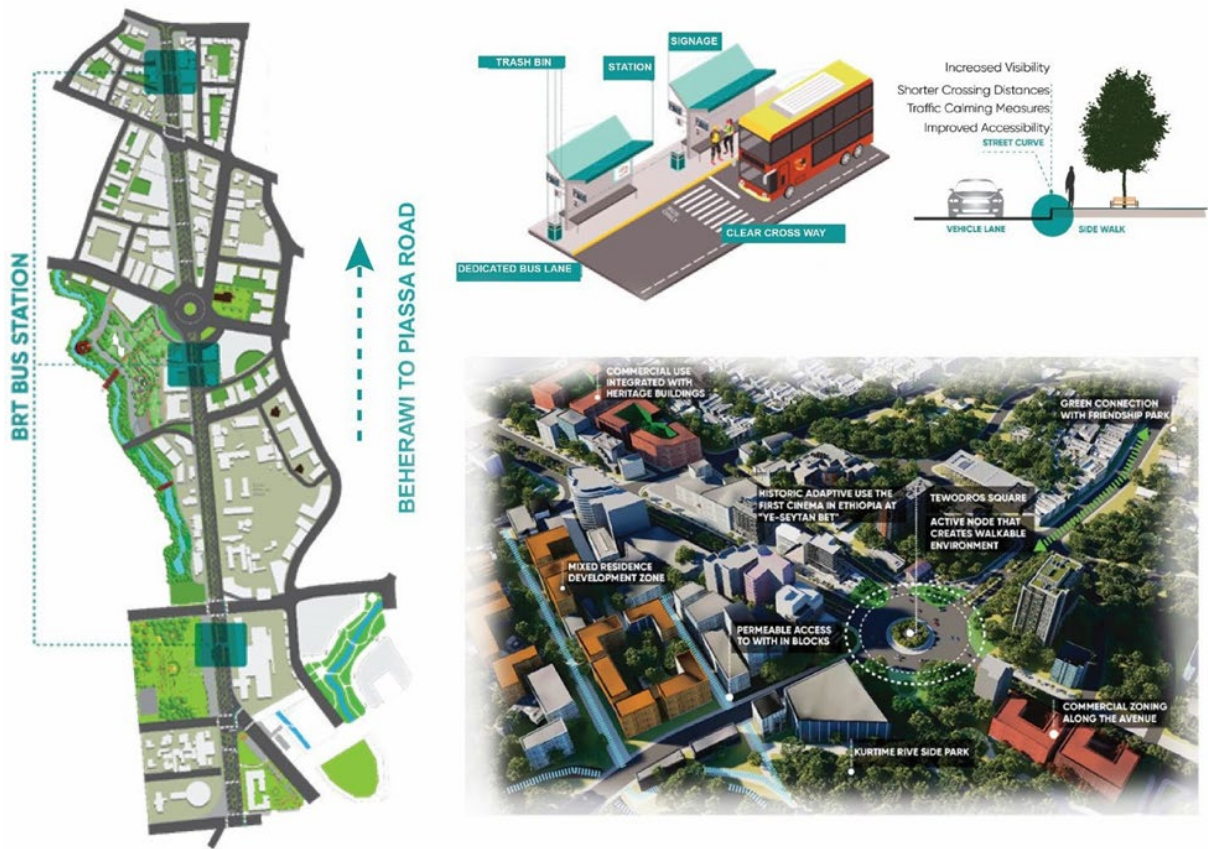 BRT BUS STATION
BEHERAWI TO PIASSA ROAD
TRASH BIN
STATION
SIGNAGE
CLEAR CROSS WAY
DEDICATED BUS LANE
Increased Visibility
Shorter Crossing Distances
Traffic Calming Measures
Improved Accessibility
STREET CURVE
VEHICLE LANE
SIDE WALK
COMMERCIAL USE
INTEGRATED WITH
HERITAGE BUILDINGS
GREEN CONNECTION
WITH FRIENDSHIP PARK
HISTORIC ADAPTIVE USE THE
FIRST CINEMA IN ETHIOPIA AT
"YE-SEYTAN BET"
TEWODROS SQUARE
ACTIVE NODE THAT
CREATES WALKABLE
ENVIRONMENT
MIXED RESIDENCE
DEVELOPMENT ZONE
PERMEABLE ACCESS
TO WITH IN BLOCKS
COMMERCIAL ZONING
ALONG THE AVENUE
KURTIME RIVE SIDE PARK